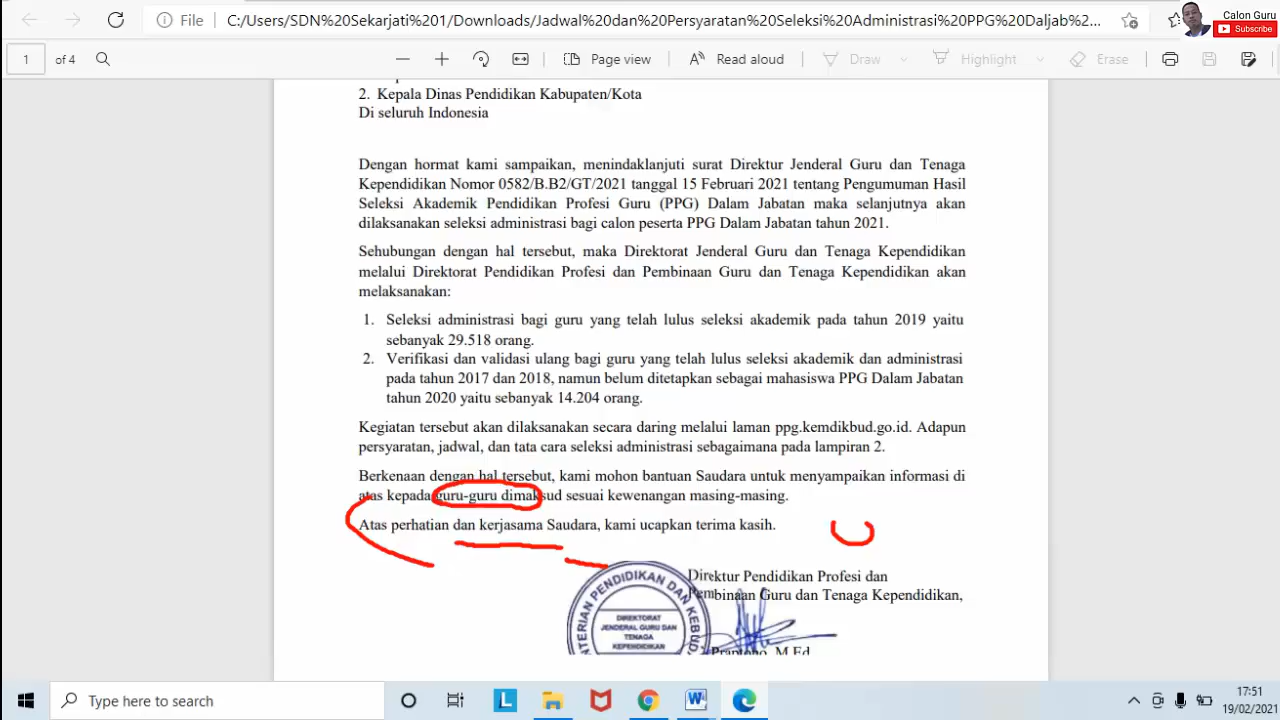 File
C:/Users/SDN%20Sekarjati%201/Downloads/Jadwal%20dan%20Persyaratan%20Seleksi%20Administrasi%20PPG%20Daljab%2...
Calon Guru
Subscribe
1 of 4
Page view
Read aloud
Draw
Highlight
Erase
2. Kepala Dinas Pendidikan Kabupaten/Kota
Di seluruh Indonesia
Dengan hormat kami sampaikan, menindaklanjuti surat Direktur Jenderal Guru dan Tenaga
Kependidikan Nomor 0582/B.B2/GT/2021 tanggal 15 Februari 2021 tentang Pengumuman Hasil
Seleksi Akademik Pendidikan Profesi Guru (PPG) Dalam Jabatan maka selanjutnya akan
dilaksanakan seleksi administrasi bagi calon peserta PPG Dalam Jabatan tahun 2021.
Sehubungan dengan hal tersebut, maka Direktorat Jenderal Guru dan Tenaga Kependidikan
melalui Direktorat Pendidikan Profesi dan Pembinaan Guru dan Tenaga Kependidikan akan
melaksanakan:
1. Seleksi administrasi bagi guru yang telah lulus seleksi akademik pada tahun 2019 yaitu
sebanyak 29.518 orang.
2. Verifikasi dan validasi ulang bagi guru yang telah lulus seleksi akademik dan administrasi
pada tahun 2017 dan 2018, namun belum ditetapkan sebagai mahasiswa PPG Dalam Jabatan
tahun 2020 yaitu sebanyak 14.204 orang.
Kegiatan tersebut akan dilaksanakan secara daring melalui laman ppg.kemdikbud.go.id. Adapun
persyaratan, jadwal, dan tata cara seleksi administrasi sebagaimana pada lampiran 2.
Berkenaan dengan hal tersebut, kami mohon bantuan Saudara untuk menyampaikan informasi di
atas kepada guru-guru dimaksud sesuai kewenangan masing-masing.
Atas perhatian dan kerjasama Saudara, kami ucapkan terima kasih.
Direktur Pendidikan Profesi dan
Pembinaan Guru dan Tenaga Kependidikan,
PENDIDIKAN DAN
DIREKTORAT
JENDERAL GURU DAN
TENAGA
KEPENDIDIKAN
Praptono, M.Ed
Type here to search
17:51
19/02/2021